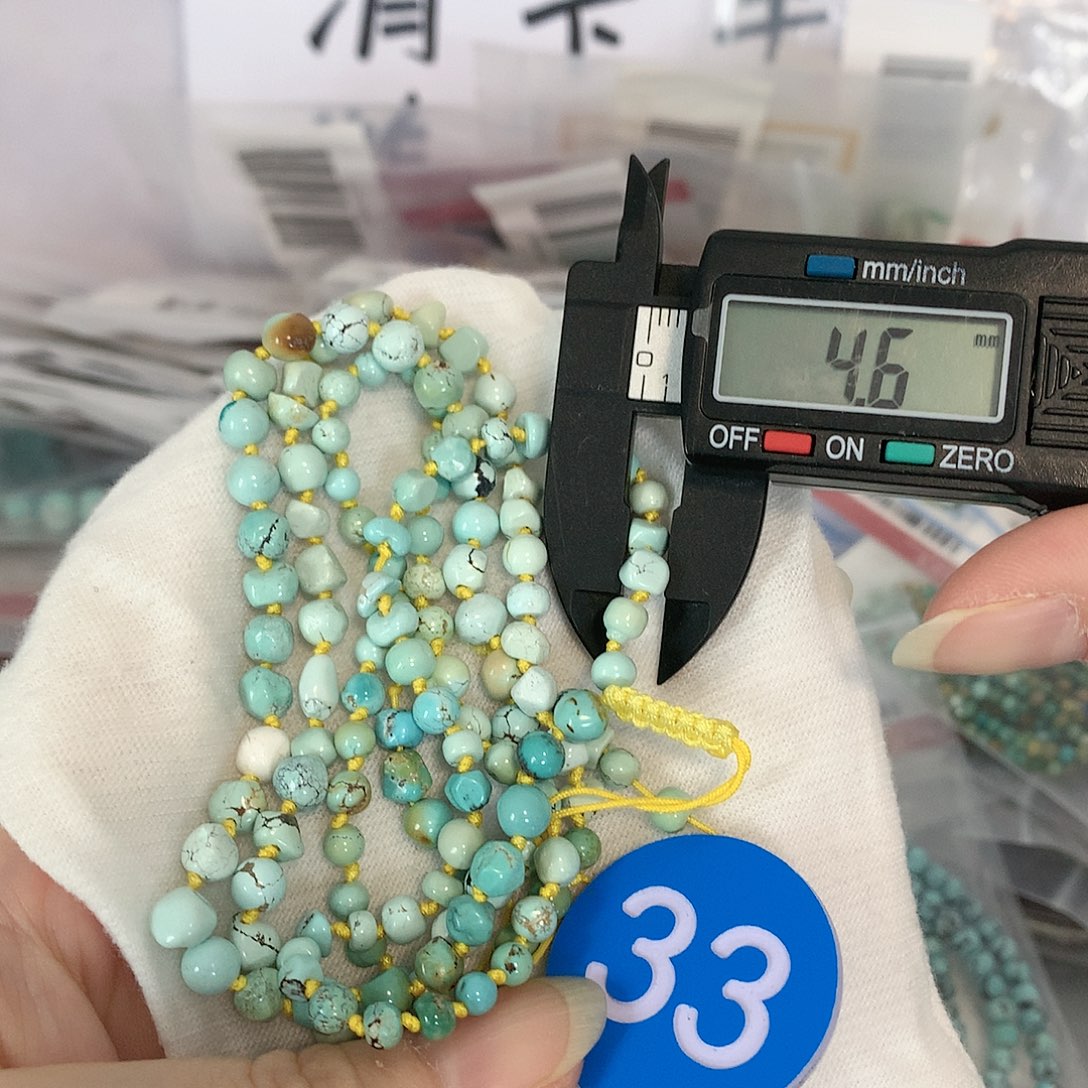 mm/inch
4.6 mm
0
1
OFF ON ZERO
33